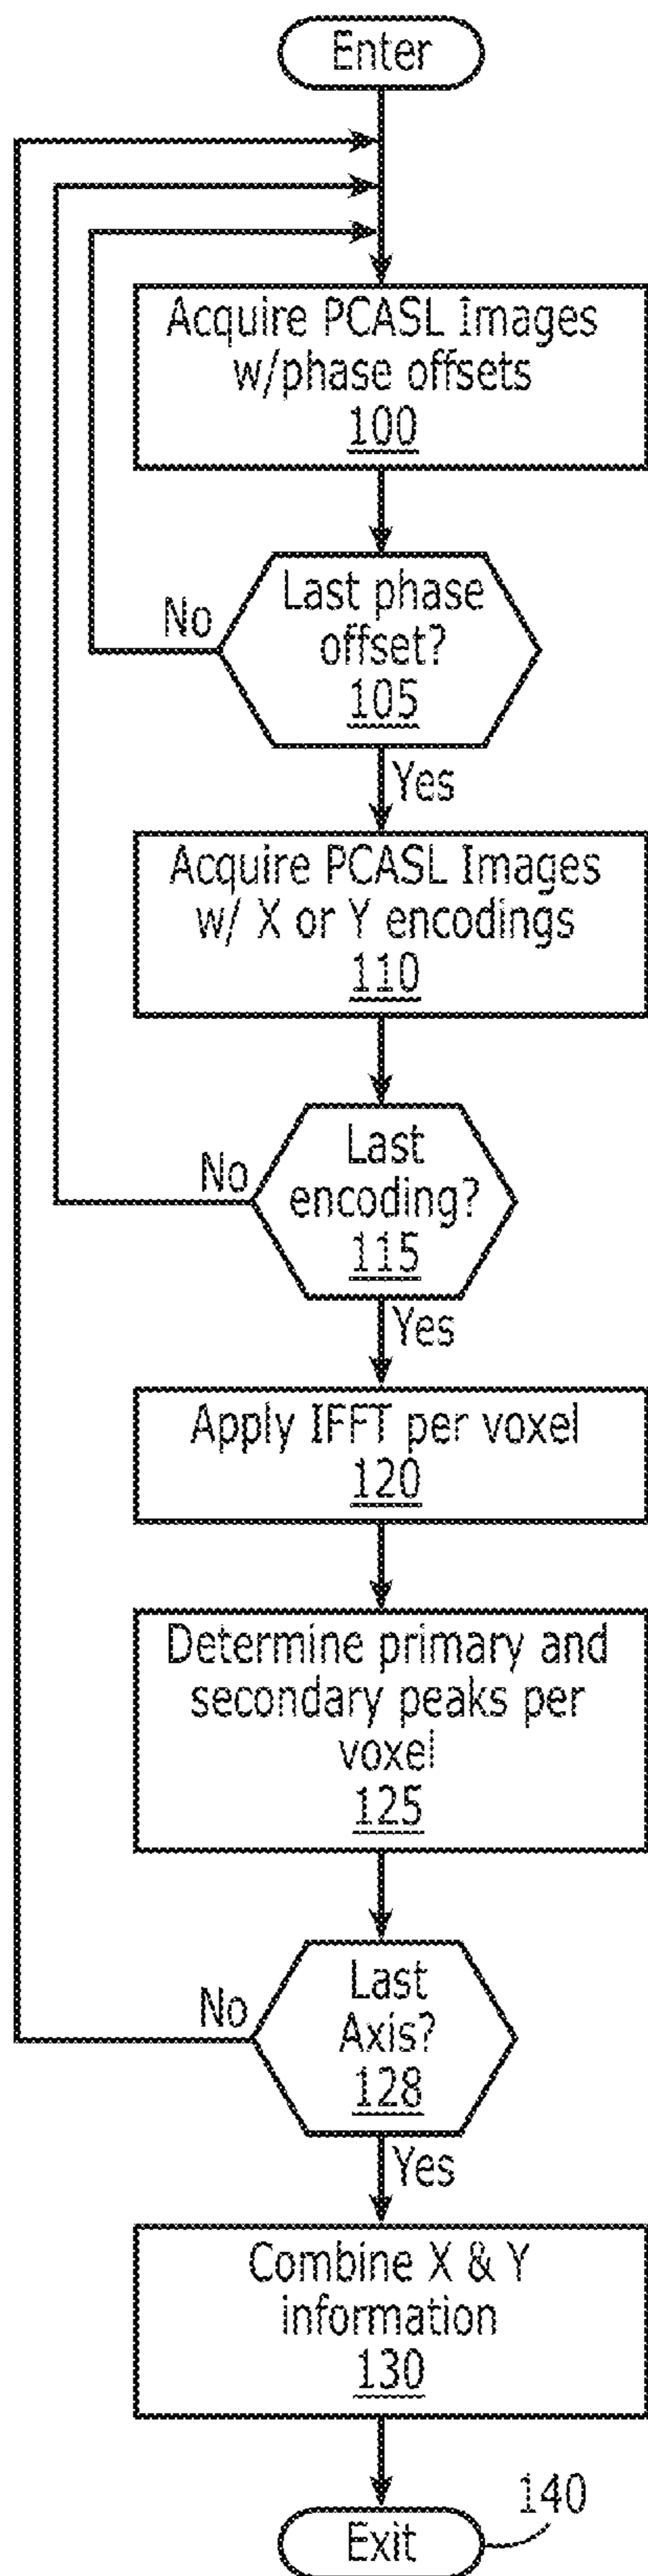 Enter
Acquire PCASL Images
w/phase offsets
100
Last phase
offset?
105
No
Yes
Acquire PCASL Images
w/ X or Y encodings
110
Last
encoding?
115
No
Yes
Apply IFFT per voxel
120
Determine primary and
secondary peaks per
voxel
125
Last
Axis?
128
No
Yes
Combine X & Y
information
130
140
Exit